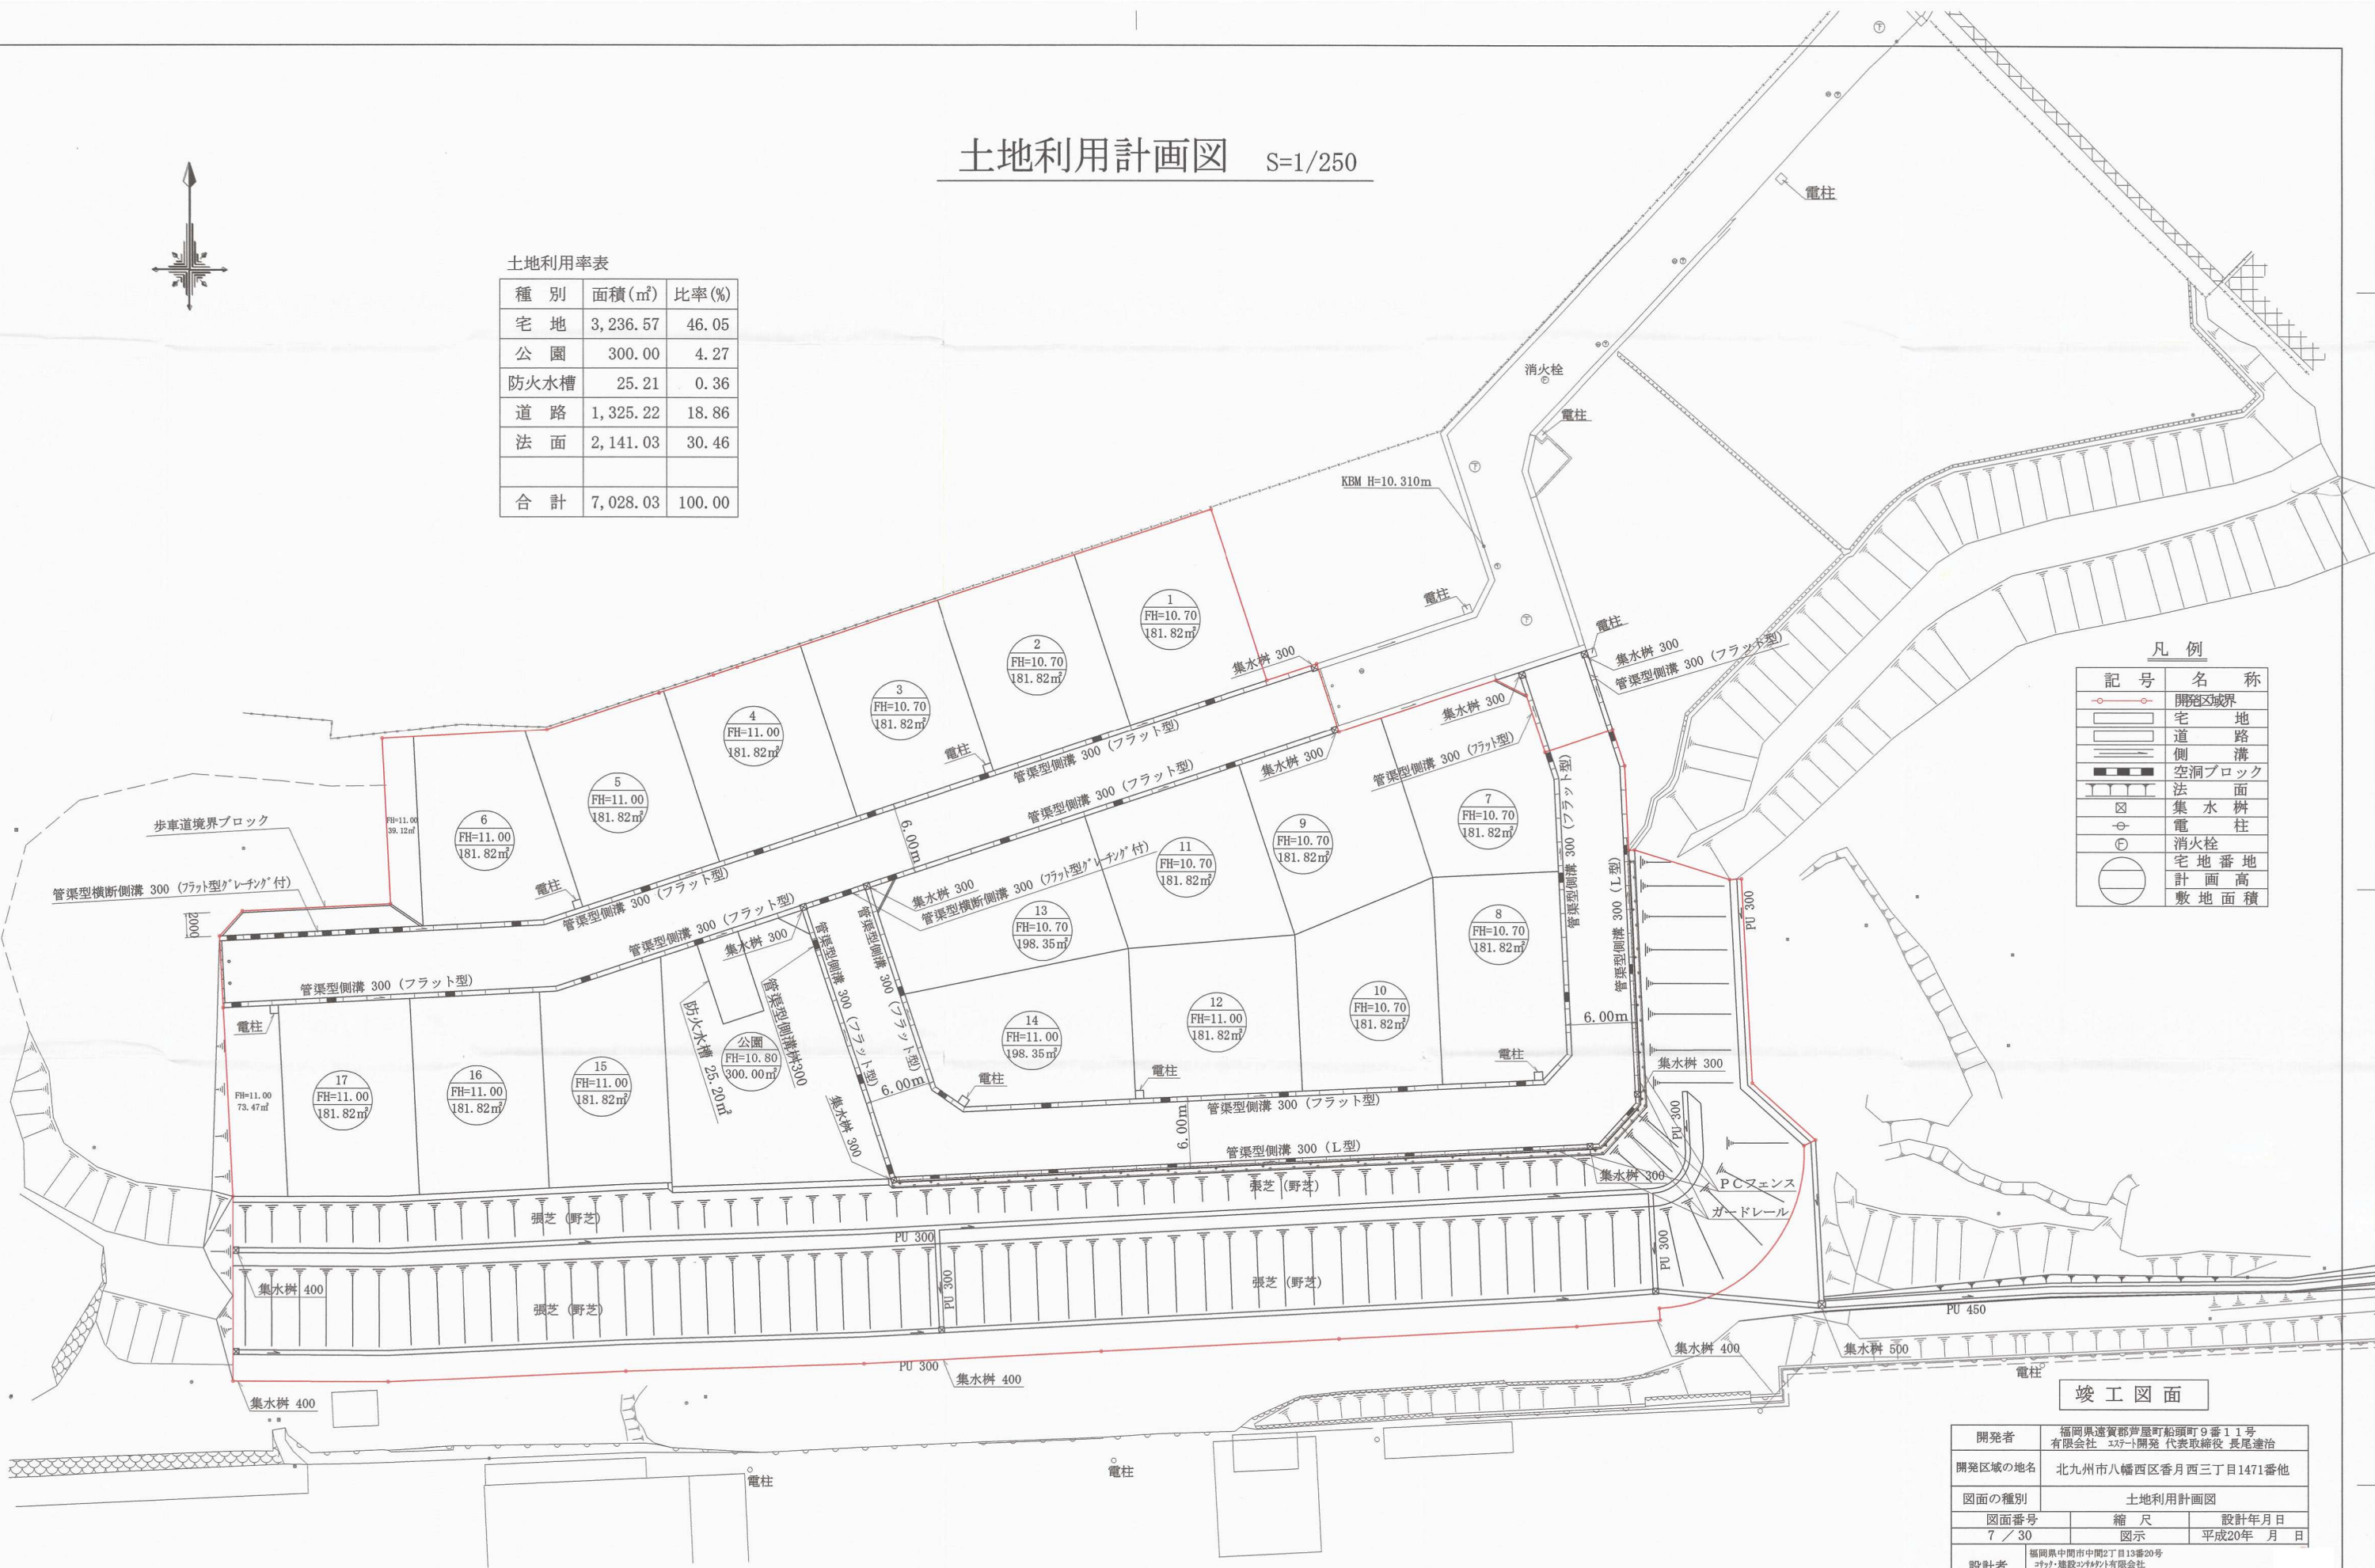 土地利用計画図 S=1/250
土地利用率表
種 別 面積(㎡) 比率(%)
宅 地 3,236.57 46.05
公 園 300.00 4.27
防火水槽 25.21 0.36
道 路 1,325.22 18.86
法 面 2,141.03 30.46
合 計 7,028.03 100.00
電柱
消火栓
電柱
KBM H=10.310m
電柱
電柱
集水桝 300
集水桝 300
管渠型側溝 300 (フラット型)
1
FH=10.70
181.82㎡
2
FH=10.70
181.82㎡
3
FH=10.70
181.82㎡
4
FH=11.00
181.82㎡
5
FH=11.00
181.82㎡
6
FH=11.00
181.82㎡
FH=11.00
39.12㎡
歩車道境界ブロック
管渠型横断側溝 300 (フラット型グレーチング付)
2000
電柱
電柱
管渠型側溝 300 (フラット型)
管渠型側溝 300 (フラット型)
管渠型側溝 300 (フラット型)
管渠型側溝 300 (フラット型)
管渠型側溝 300 (フラット型)
6.00m
集水桝 300
集水桝 300
管渠型側溝 300 (フラット型)
集水桝 300
管渠型横断側溝 300 (フラット型グレーチング付)
集水桝 300
7
FH=10.70
181.82㎡
8
FH=10.70
181.82㎡
9
FH=10.70
181.82㎡
10
FH=10.70
181.82㎡
11
FH=10.70
181.82㎡
12
FH=11.00
181.82㎡
13
FH=10.70
198.35㎡
14
FH=11.00
198.35㎡
15
FH=11.00
181.82㎡
16
FH=11.00
181.82㎡
17
FH=11.00
181.82㎡
FH=11.00
73.47㎡
電柱
公園
FH=10.80
300.00㎡
防火水槽 25.20㎡
管渠型側溝桝300
管渠型側溝 300 (フラット型)
管渠型側溝 300 (フラット型)
6.00m
集水桝 300
電柱
電柱
電柱
管渠型側溝 300 (フラット型)
管渠型側溝 300 (L型)
6.00m
PU 300
集水桝 300
PU 300
管渠型側溝 300 (フラット型)
6.00m
管渠型側溝 300 (L型)
集水桝 300
PCフェンス
ガードレール
張芝 (野芝)
張芝 (野芝)
PU 300
PU 300
PU 300
張芝 (野芝)
張芝 (野芝)
集水桝 400
集水桝 400
PU 300
集水桝 400
集水桝 400
集水桝 500
PU 450
電柱
電柱
電柱
凡 例
記 号 名 称
開発区域界
宅 地
道 路
側 溝
空洞ブロック
法 面
集 水 桝
電 柱
消火栓
宅 地 番 地
計 画 高
敷 地 面 積
竣工図面
開発者 福岡県遠賀郡芦屋町船頭町9番11号
有限会社 エステート開発 代表取締役 長尾達治
開発区域の地名 北九州市八幡西区香月西三丁目1471番他
図面の種別 土地利用計画図
図面番号 縮 尺 設計年月日
7 / 30 図示 平成20年 月 日
設計者 福岡県中間市中間2丁目13番20号